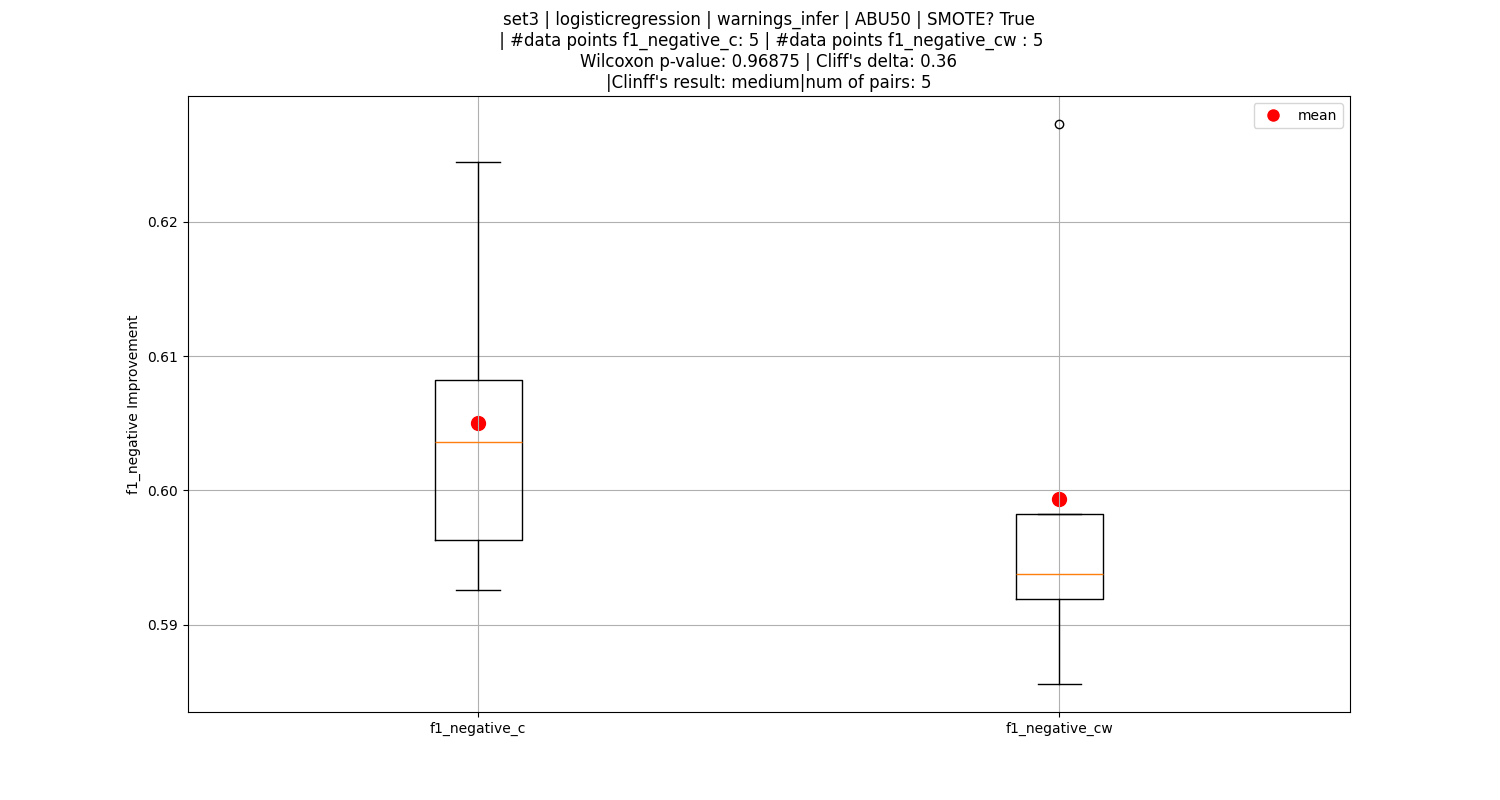 set3 | logisticregression | warnings_infer | ABU50 | SMOTE? True
| #data points f1_negative_c: 5 | #data points f1_negative_cw : 5
Wilcoxon p-value: 0.96875 | Cliff's delta: 0.36
|Clinff's result: medium|num of pairs: 5
mean
0.62
0.61
0.60
0.59
f1_negative Improvement
f1_negative_c
f1_negative_cw